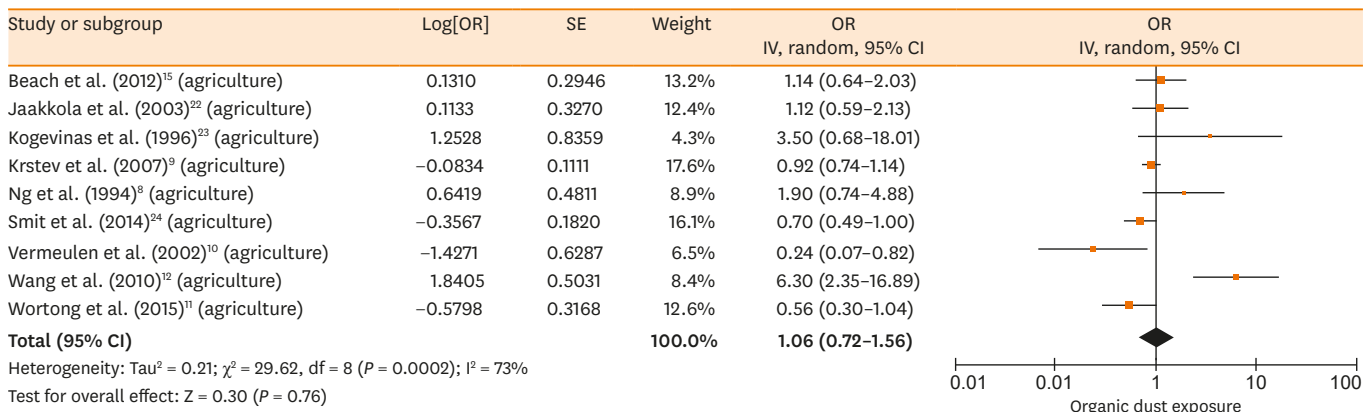 Study or subgroup Log[OR] SE Weight OR OR
IV, random, 95% CI IV, random, 95% CI
Beach et al. (2012)15 (agriculture) 0.1310 0.2946 13.2% 1.14 (0.64–2.03)
Jaakkola et al. (2003)22 (agriculture) 0.1133 0.3270 12.4% 1.12 (0.59–2.13)
Kogevinas et al. (1996)23 (agriculture) 1.2528 0.8359 4.3% 3.50 (0.68–18.01)
Krstev et al. (2007)9 (agriculture) −0.0834 0.1111 17.6% 0.92 (0.74–1.14)
Ng et al. (1994)8 (agriculture) 0.6419 0.4811 8.9% 1.90 (0.74–4.88)
Smit et al. (2014)24 (agriculture) −0.3567 0.1820 16.1% 0.70 (0.49–1.00)
Vermeulen et al. (2002)10 (agriculture) −1.4271 0.6287 6.5% 0.24 (0.07–0.82)
Wang et al. (2010)12 (agriculture) 1.8405 0.5031 8.4% 6.30 (2.35–16.89)
Wortong et al. (2015)11 (agriculture) −0.5798 0.3168 12.6% 0.56 (0.30–1.04)
Total (95% CI) 100.0% 1.06 (0.72–1.56)
Heterogeneity: Tau2 = 0.21; χ2 = 29.62, df = 8 (P = 0.0002); I2 = 73%
0.01 0.01 1 10 100
Test for overall effect: Z = 0.30 (P = 0.76)
Organic dust exposure